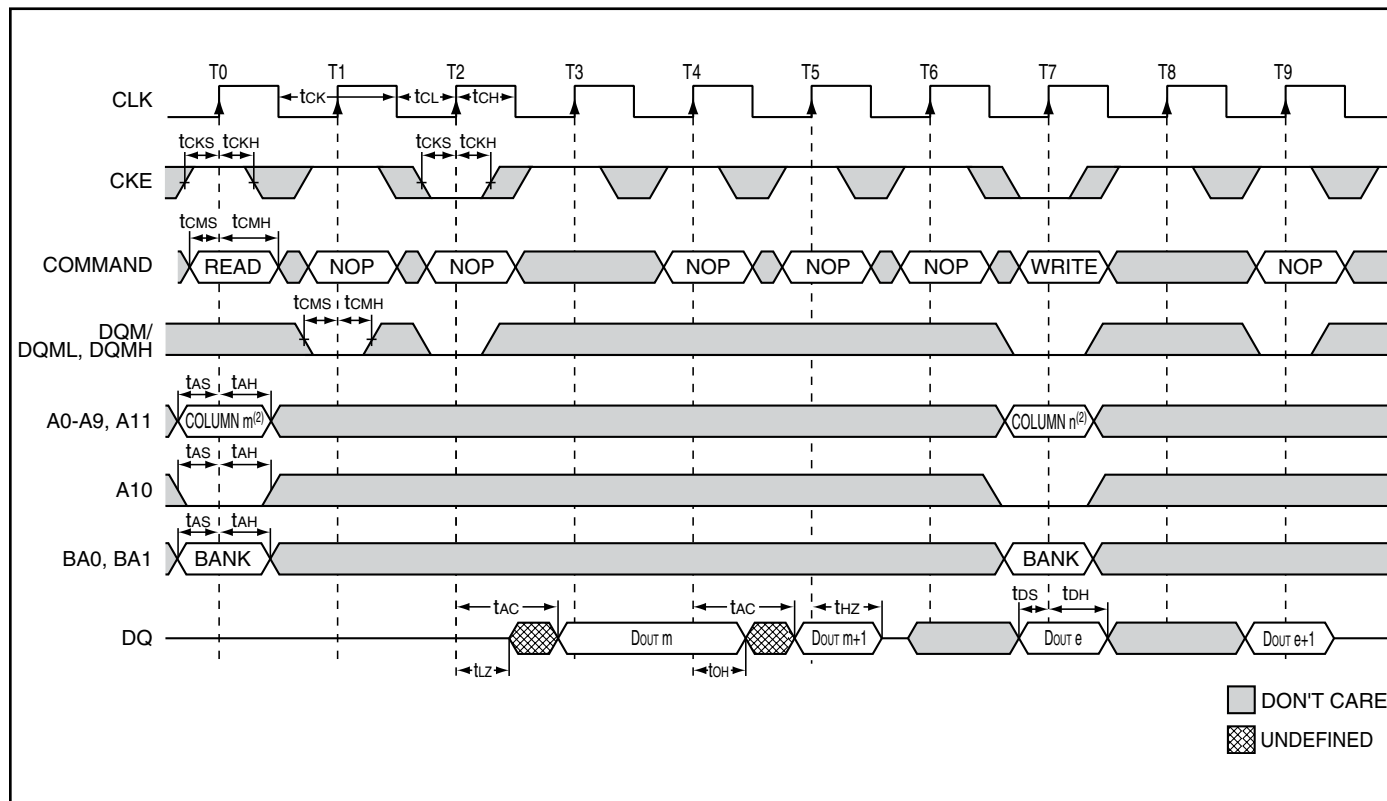 T0 T1 T2 T3 T4 T5 T6 T7 T8 T9
CLK tCK tCL tCH
tCKS tCKH tCKS tCKH
CKE
tCMS tCMH
COMMAND READ NOP NOP NOP NOP NOP WRITE NOP
tCMS tCMH
DQM/
DQML, DQMH
tAS tAH
A0-A9, A11 COLUMN m(2) COLUMN n(2)
tAS tAH
A10
tAS tAH
BA0, BA1 BANK BANK
tAC tAC tHZ tDS tDH
DQ DOUT m DOUT m+1 DOUT e DOUT e+1
tLZ tOH
DON'T CARE
UNDEFINED